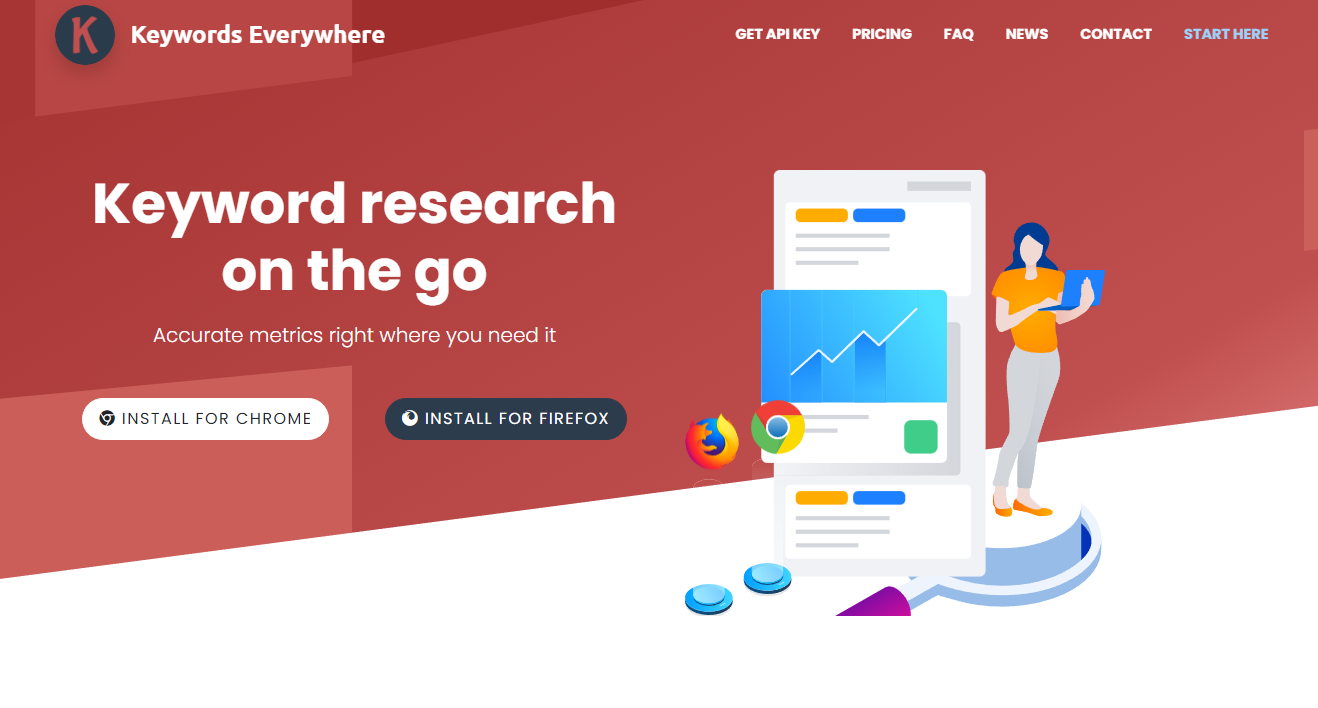 K
Keywords Everywhere
GET API KEY
PRICING
FAQ
NEWS
CONTACT
START HERE
Keyword research
on the go
Accurate metrics right where you need it
INSTALL FOR CHROME
INSTALL FOR FIREFOX